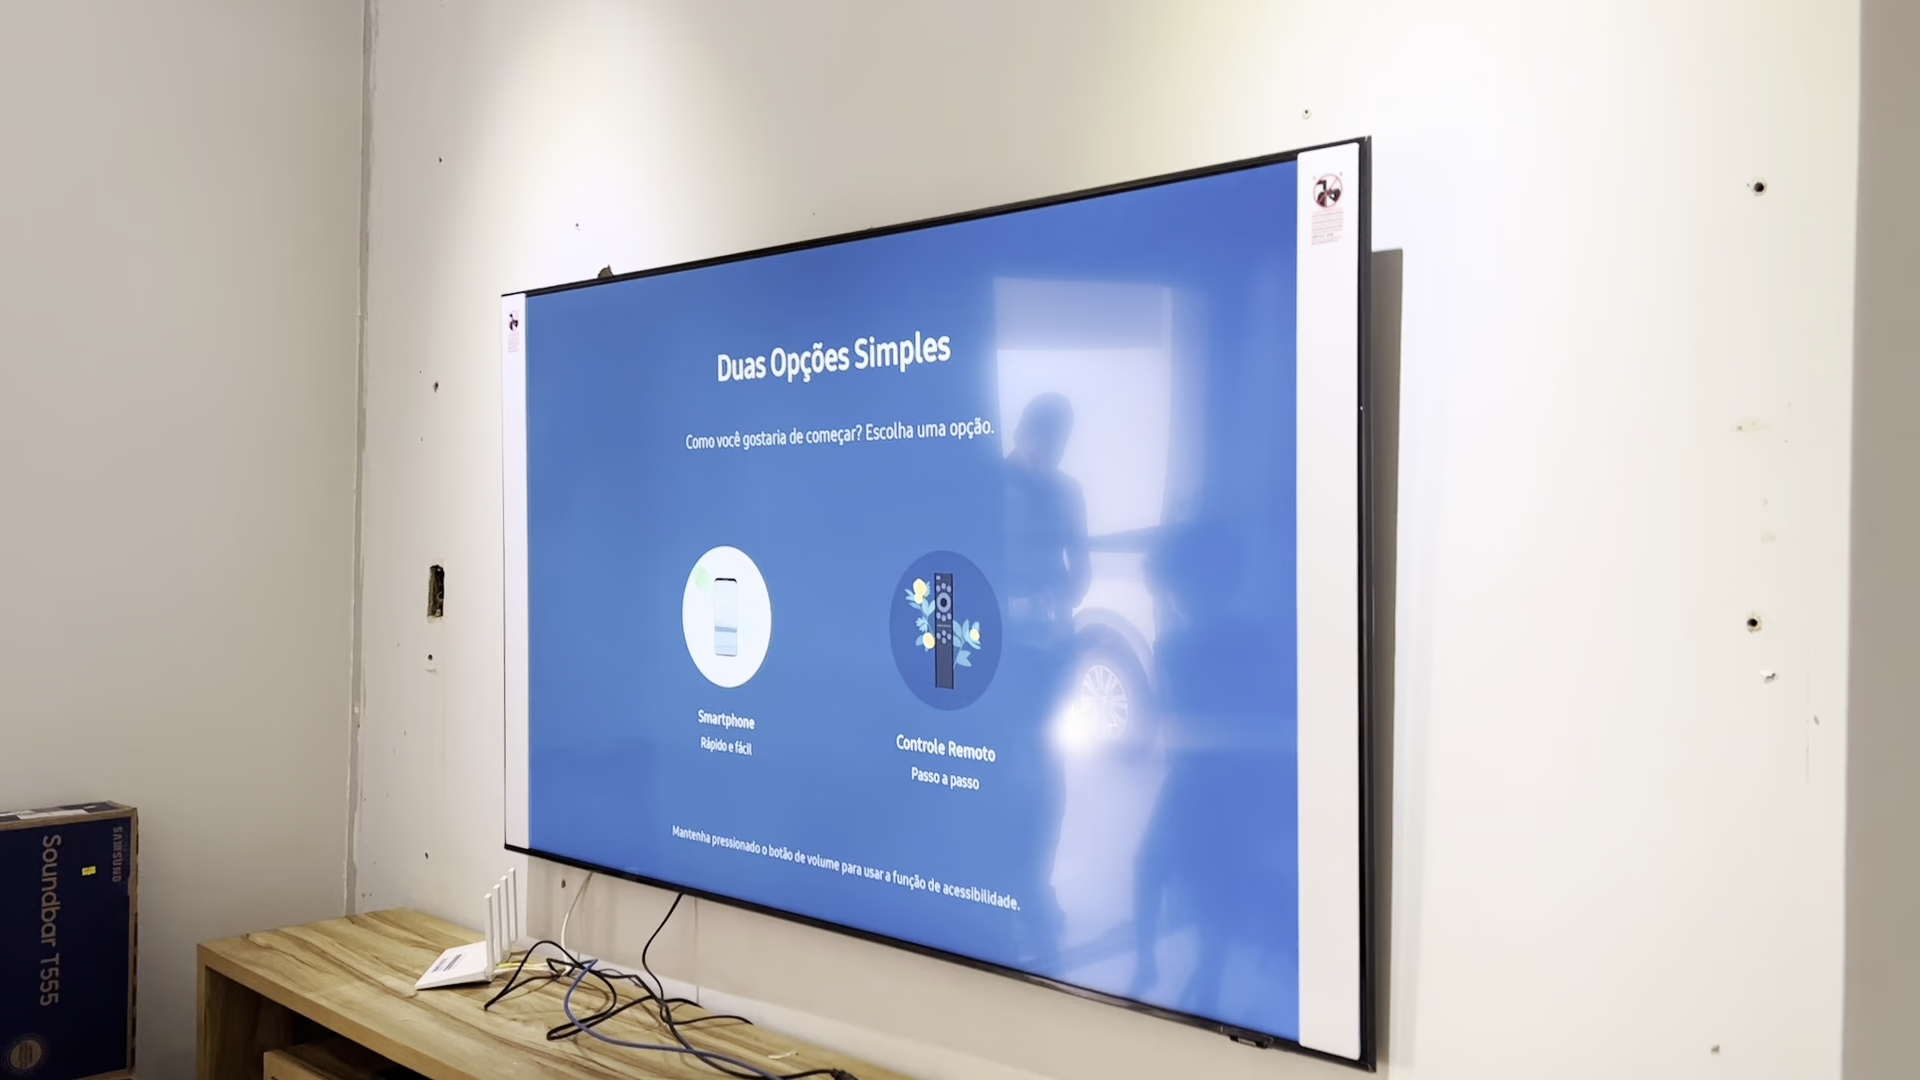 Duas Opções Simples
Como você gostaria de começar? Escolha uma opção.
Smartphone
Rápido e fácil
Controle Remoto
Passo a passo
Mantenha pressionado o botão de volume para usar a função de acessibilidade.
SAMSUNG
Soundbar T555